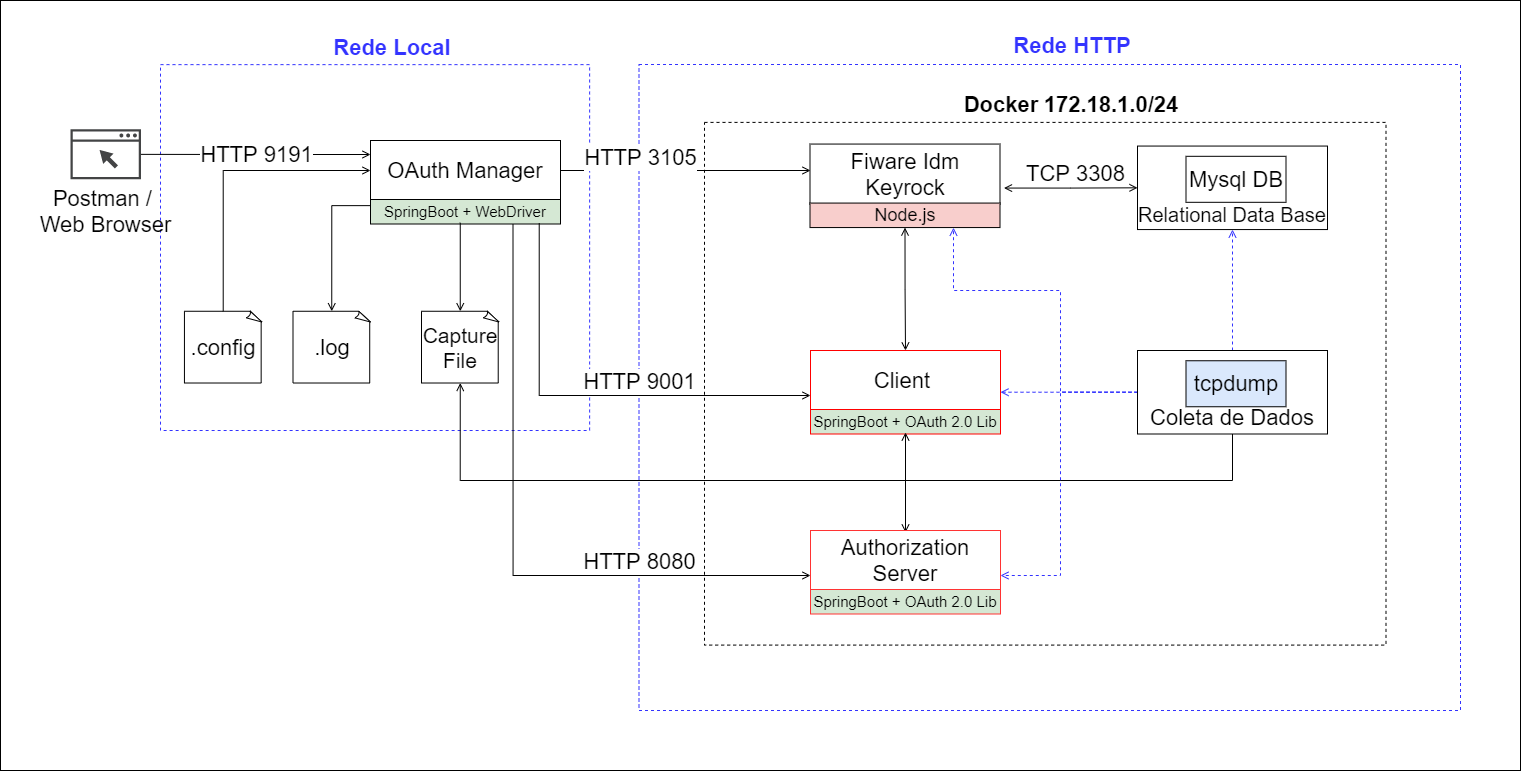 Rede Local
Rede HTTP
Docker 172.18.1.0/24
HTTP 9191
Postman /
Web Browser
OAuth Manager
SpringBoot + WebDriver
HTTP 3105
Fiware Idm
Keyrock
Node.js
TCP 3308
Mysql DB
Relational Data Base
.config
.log
Capture
File
HTTP 9001
Client
SpringBoot + OAuth 2.0 Lib
tcpdump
Coleta de Dados
HTTP 8080
Authorization
Server
SpringBoot + OAuth 2.0 Lib